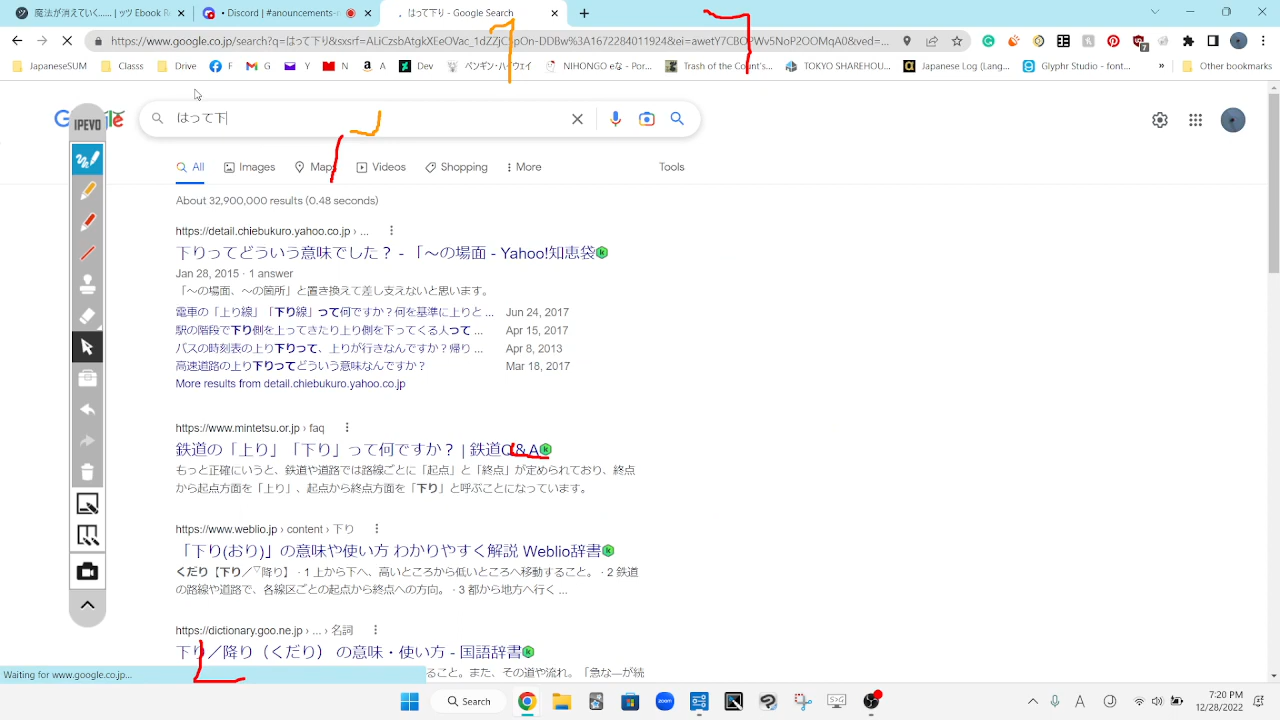 魔法が消えていく...... | ッツ Ebook Re
• Discord | #anouncements-r
はって下り - Google Search
https://www.google.co.jp/search?q=はって下り&sxsrf=
JapaneseSUM
Classs
Drive
F
G
Y
N
A
Dev
ペンギン・ハウェイ
NIHONGO eな - Por...
Trash of the Count's...
TOKYO SHAREHOU...
Japanese Log (Lang...
Glyphr Studio - font...
»
Other bookmarks
IPEVO
はって下
All
Images
Maps
Videos
Shopping
More
Tools
About 32,900,000 results (0.48 seconds)
https://detail.chiebukuro.yahoo.co.jp › ...
下りってどういう意味でした？ - 「～の場面 - Yahoo!知恵袋
Jan 28, 2015 · 1 answer
「～の場面、～の箇所」と置き換えて差し支えないと思います。
電車の「上り線」「下り線」って何ですか？何を基準に上りと ... Jun 24, 2017
駅の階段で下り側を上ってきたり上り側を下ってくる人って ... Apr 15, 2017
バスの時刻表の上り下りって、上りが行きなんですか？帰り ... Apr 8, 2013
高速道路の上り下りってどういう意味なんですか？ Mar 18, 2017
More results from detail.chiebukuro.yahoo.co.jp
https://www.mintetsu.or.jp › faq
鉄道の「上り」「下り」って何ですか？ | 鉄道Q&A
もっと正確にいうと、鉄道や道路では路線ごとに「起点」と「終点」が定められており、終点
から起点方面を「上り」、起点から終点方面を「下り」と呼ぶことになっています。
https://www.weblio.jp › content › 下り
「下り(おり)」の意味や使い方 わかりやすく解説 Weblio辞書
くだり【下り／▽降り】 · 1 上から下へ、高いところから低いところへ移動すること。 · 2 鉄道
の路線や道路で、各線区ごとの起点から終点への方向。 · 3 都から地方へ行く ...
https://dictionary.goo.ne.jp › ... › 名詞
下り／降り（くだり） の意味・使い方 - 国語辞書
ること。また、その道や流れ。「急な―が続
Waiting for www.google.co.jp...
Search
zoom
A
7:20 PM
12/28/2022